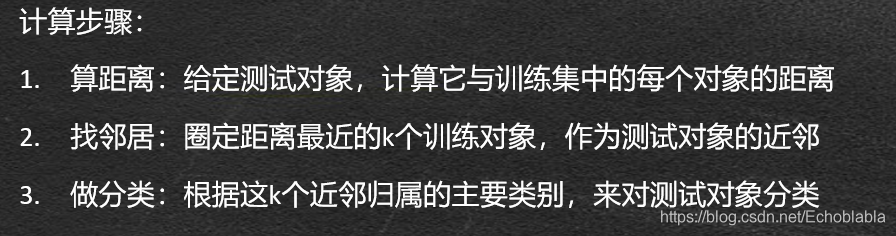 计算步骤：
1. 算距离：给定测试对象，计算它与训练集中的每个对象的距离
2. 找邻居：圈定距离最近的k个训练对象，作为测试对象的近邻
3. 做分类：根据这k个近邻归属的主要类别，来对测试对象分类
https://blog.csdn.net/Echoblabla